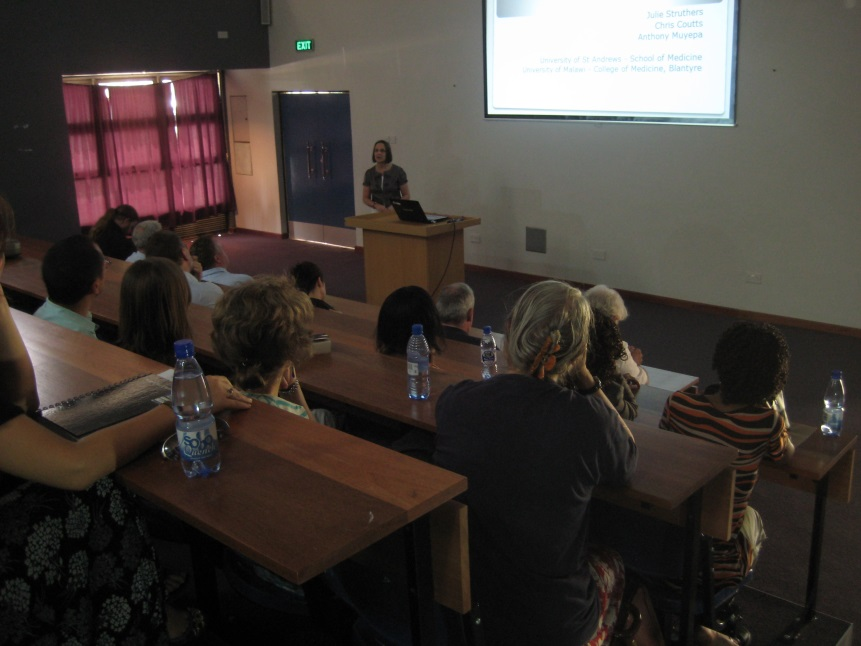 EXIT
Julie Struthers
Chris Coutts
Anthony Muyepa
University of St Andrews - School of Medicine
University of Malawi - College of Medicine, Blantyre